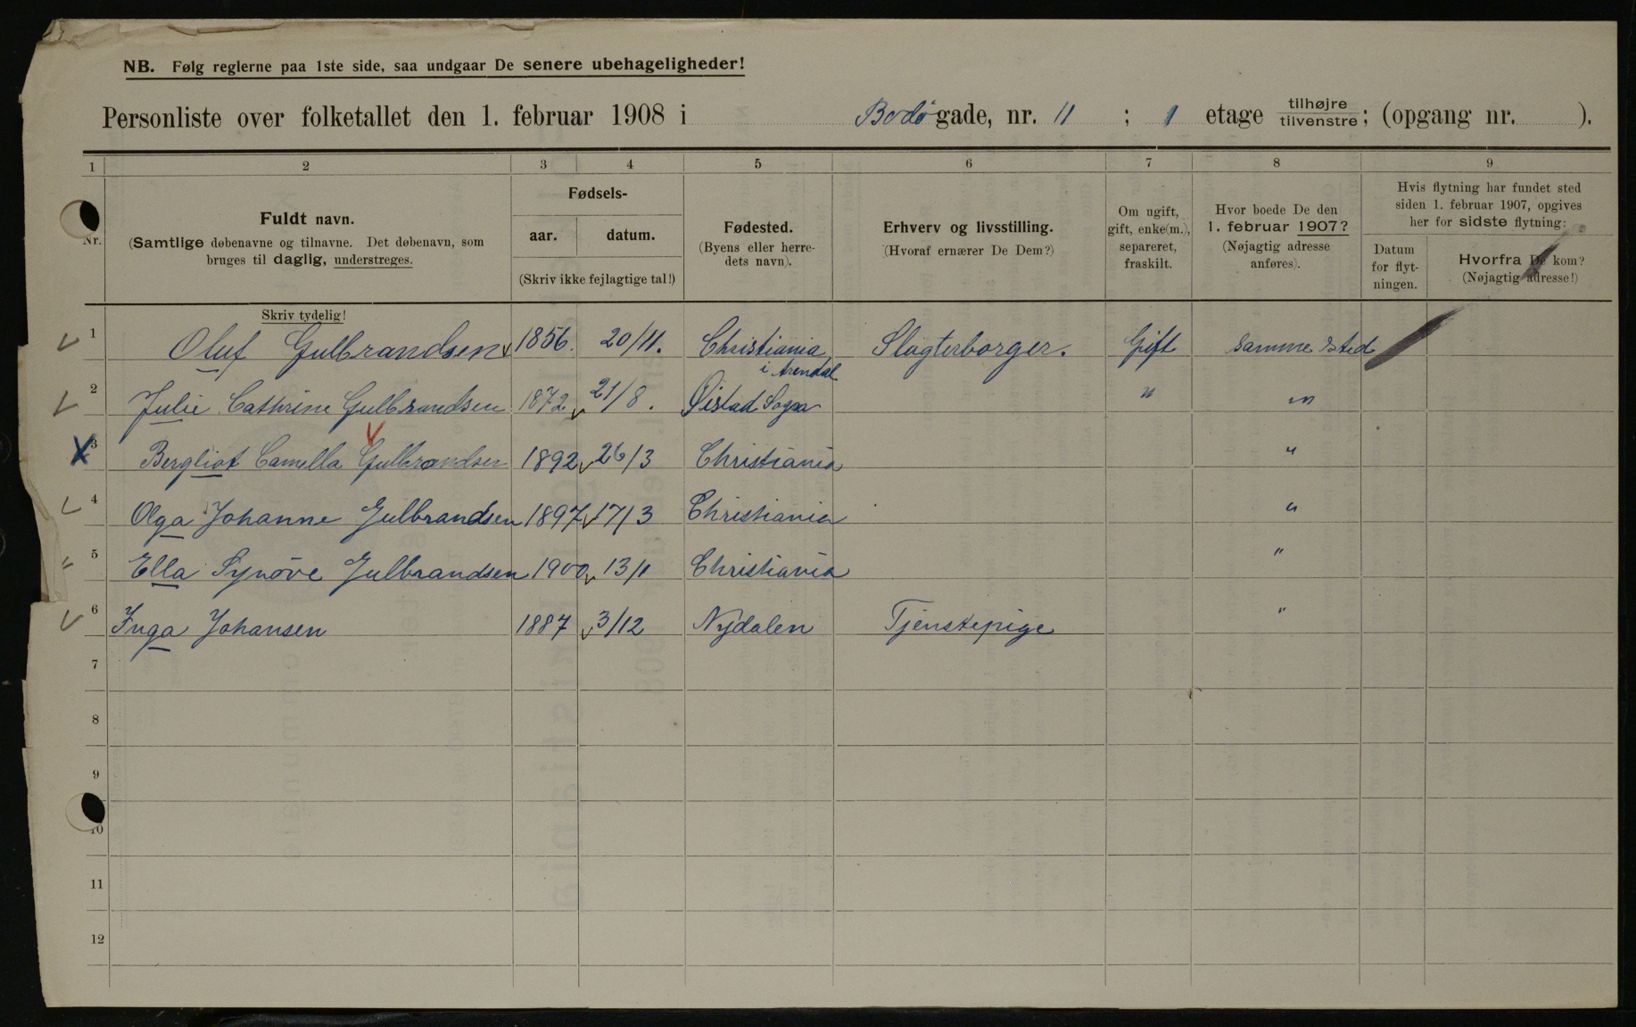 NB. Følg reglerne paa 1ste side, saa undgaar De senere ubehageligheder!
Personliste over folketallet den 1. februar 1908 i Bodøgade, nr. 11 ; 1 etage tilhøjre tilvenstre; (opgang nr. ).
1 2 3 4 5 6 7 8 9
Nr.
Fuldt navn.
(Samtlige døbenavne og tilnavne. Det døbenavn, som
bruges til daglig, understreges.
Fødsels-
aar. datum.
(Skriv ikke fejlagtige tal!)
Fødested.
(Byens eller herre-
dets navn).
Erhverv og livsstilling.
(Hvoraf ernærer De Dem?)
Om ugift,
gift, enke(m.),
separeret,
fraskilt.
Hvor boede De den
1. februar 1907?
(Nøjagtig adresse
anføres).
Hvis flytning har fundet sted
siden 1. februar 1907, opgives
her for sidste flytning:
Datum
for flyt-
ningen.
Hvorfra De kom?
(Nøjagtig adresse!)
Skriv tydelig!
1 Oluf Gulbrandsen 1856. 20/11. Christiania Slagterborger. Gift samme sted
i Arendal
2 Julie Cathrine Gulbrandsen 1872 21/8. Øistad Sogn " "
3 Bergliot Camilla Gulbrandsen 1892 26/3 Christiania "
4 Olga Johanne Gulbrandsen 1897 17/3 Christiania "
5 Ella Synöve Gulbrandsen 1900 13/1 Christiania "
6 Inga Johansen 1887 3/12 Nydalen Tjenstepige "
7
8
9
10
11
12